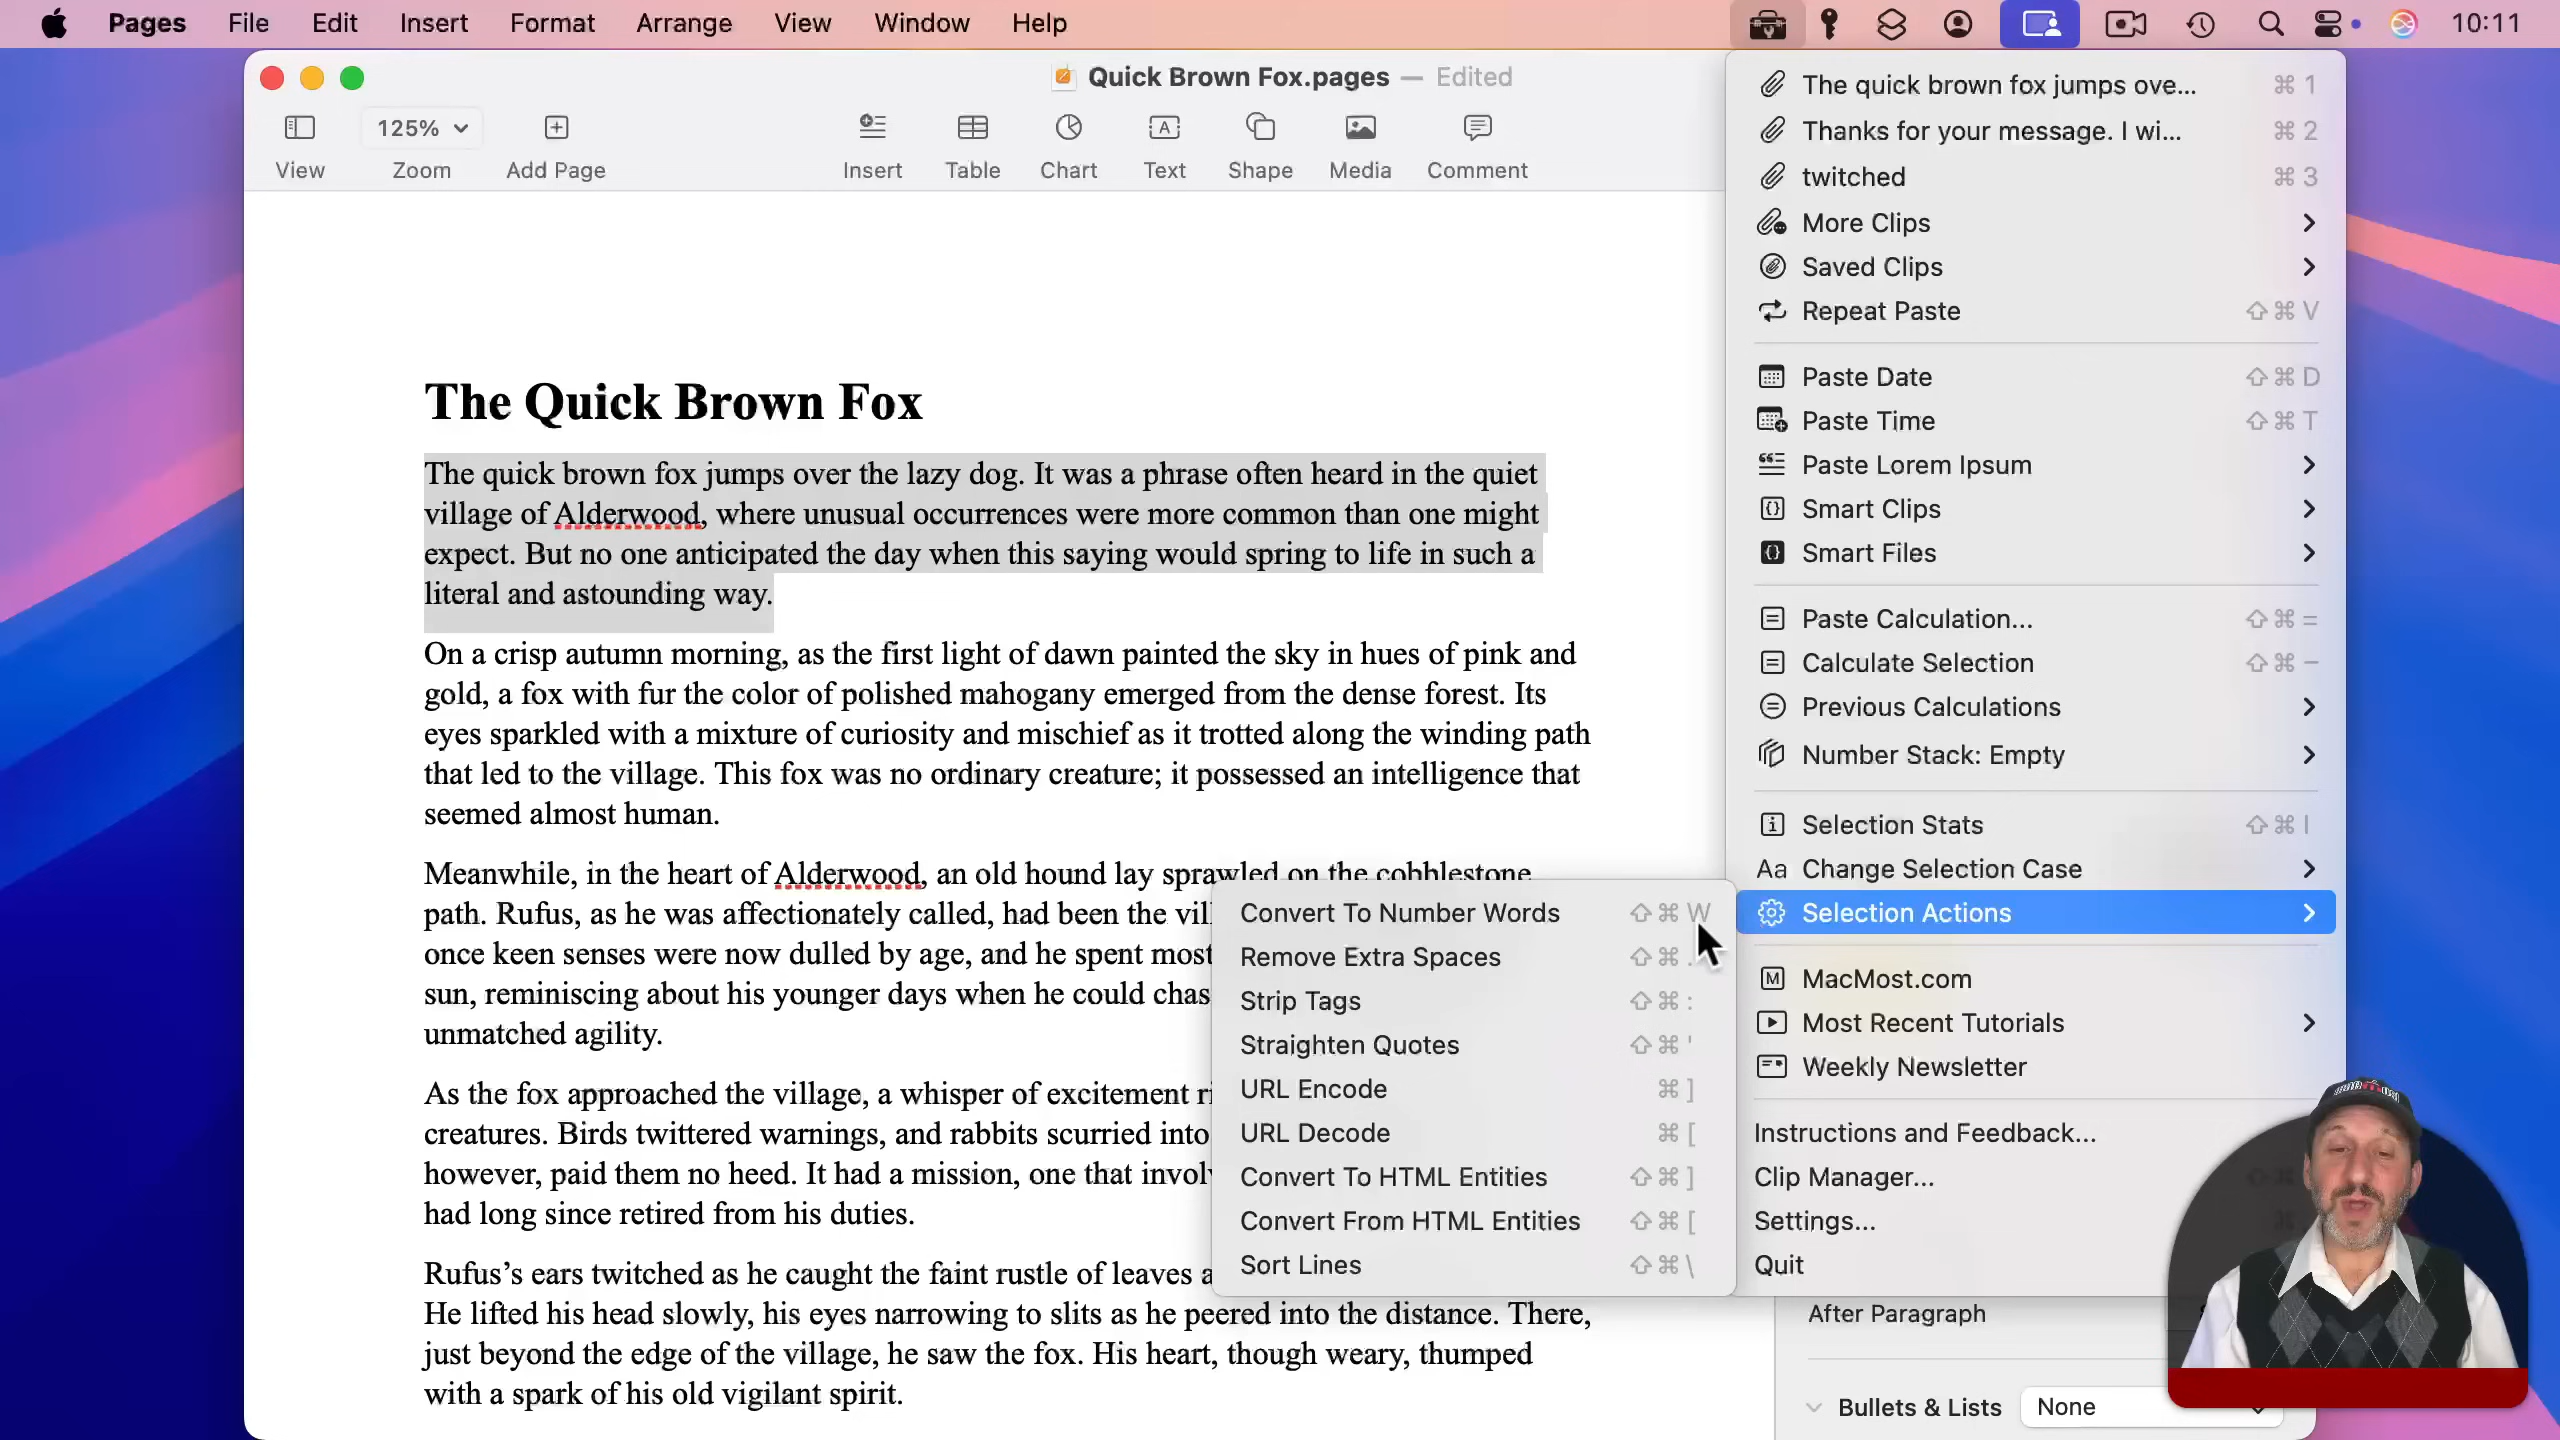 Pages File Edit Insert Format Arrange View Window Help 10:11
Quick Brown Fox.pages — Edited
125%
View Zoom Add Page Insert Table Chart Text Shape Media Comment
The Quick Brown Fox
The quick brown fox jumps over the lazy dog. It was a phrase often heard in the quiet
village of Alderwood, where unusual occurrences were more common than one might
expect. But no one anticipated the day when this saying would spring to life in such a
literal and astounding way.
On a crisp autumn morning, as the first light of dawn painted the sky in hues of pink and
gold, a fox with fur the color of polished mahogany emerged from the dense forest. Its
eyes sparkled with a mixture of curiosity and mischief as it trotted along the winding path
that led to the village. This fox was no ordinary creature; it possessed an intelligence that
seemed almost human.
Meanwhile, in the heart of Alderwood, an old hound lay sprawled on the cobblestone
path. Rufus, as he was affectionately called, had been the vil
once keen senses were now dulled by age, and he spent most
sun, reminiscing about his younger days when he could chas
unmatched agility.
As the fox approached the village, a whisper of excitement ri
creatures. Birds twittered warnings, and rabbits scurried into
however, paid them no heed. It had a mission, one that invol
had long since retired from his duties.
Rufus’s ears twitched as he caught the faint rustle of leaves a
He lifted his head slowly, his eyes narrowing to slits as he peered into the distance. There,
just beyond the edge of the village, he saw the fox. His heart, though weary, thumped
with a spark of his old vigilant spirit.
The quick brown fox jumps ove... ⌘ 1
Thanks for your message. I wi... ⌘ 2
twitched ⌘ 3
More Clips
Saved Clips
Repeat Paste ⇧ ⌘ V
Paste Date ⇧ ⌘ D
Paste Time ⇧ ⌘ T
Paste Lorem Ipsum
Smart Clips
Smart Files
Paste Calculation... ⇧ ⌘ =
Calculate Selection ⇧ ⌘ −
Previous Calculations
Number Stack: Empty
Selection Stats ⇧ ⌘ I
Aa Change Selection Case
Selection Actions
MacMost.com
Most Recent Tutorials
Weekly Newsletter
Instructions and Feedback...
Clip Manager...
Settings...
Quit
Convert To Number Words ⇧ ⌘ W
Remove Extra Spaces ⇧ ⌘ .
Strip Tags ⇧ ⌘ :
Straighten Quotes ⇧ ⌘ '
URL Encode ⌘ ]
URL Decode ⌘ [
Convert To HTML Entities ⇧ ⌘ ]
Convert From HTML Entities ⇧ ⌘ [
Sort Lines ⇧ ⌘ \
After Paragraph
Bullets & Lists None